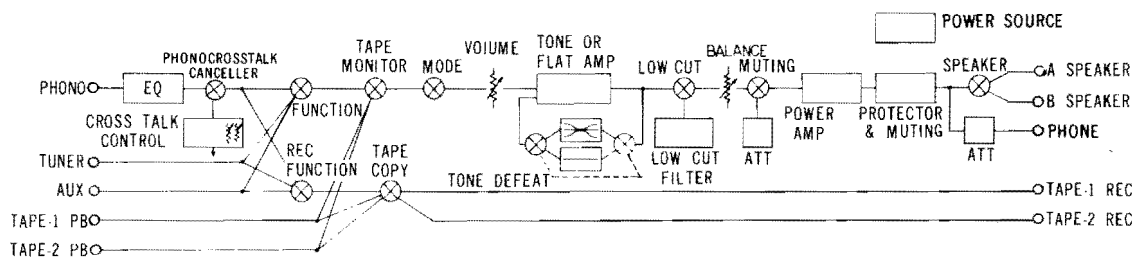 POWER SOURCE
PHONO
EQ
PHONOCROSSTALK
CANCELLER
CROSS TALK
CONTROL
FUNCTION
TAPE
MONITOR
MODE
VOIUME
TONE OR
FLAT AMP
LOW CUT
BALANCE
MUTING
POWER
AMP
PROTECTOR
& MUTING
SPEAKER
A SPEAKER
B SPEAKER
PHONE
ATT
ATT
LOW CUT
FILTER
TONE DEFEAT
TUNER
REC
FUNCTION
TAPE
COPY
AUX
TAPE-1 REC
TAPE-1 PB
TAPE-2 REC
TAPE-2 PB